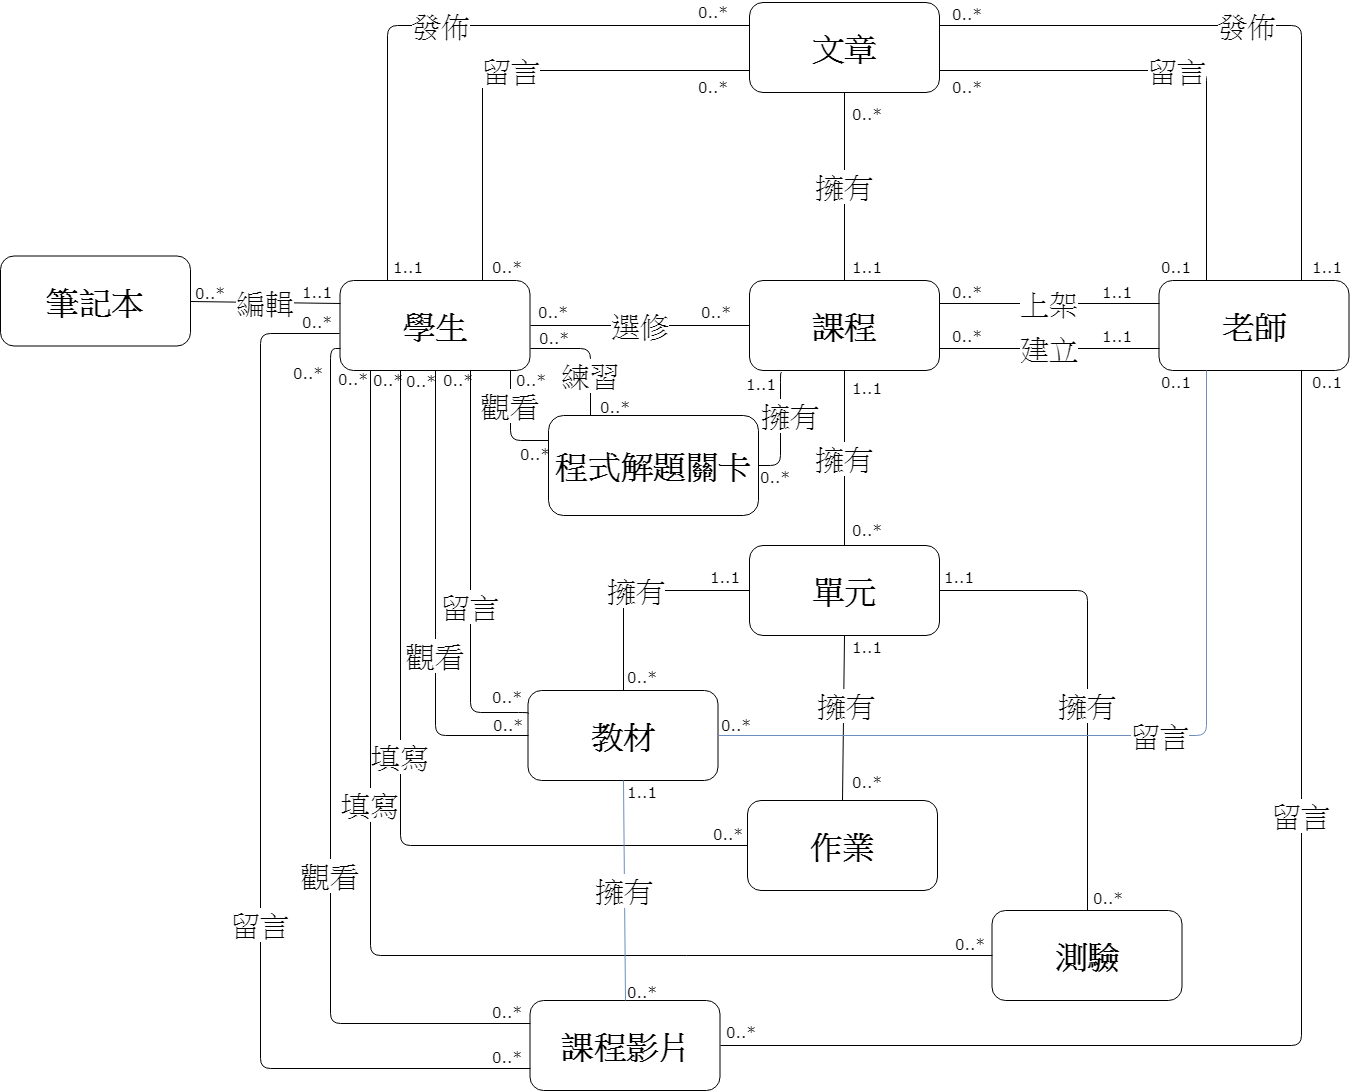 0..*
0..*
發佈
文章
發佈
留言
留言
0..*
0..*
0..*
擁有
1..1
0..*
1..1
0..1
1..1
筆記本
0..*
編輯
1..1
0..*
學生
0..*
選修
0..*
課程
0..*
上架
1..1
0..*
建立
1..1
老師
0..*
0..*
0..*
0..*
0..*
0..*
0..*
練習
1..1
1..1
0..1
0..1
觀看
0..*
擁有
0..*
程式解題關卡
0..*
擁有
0..*
擁有
1..1
單元
1..1
留言
1..1
觀看
0..*
0..*
擁有
擁有
0..*
教材
0..*
留言
填寫
0..*
1..1
填寫
0..*
作業
留言
觀看
擁有
0..*
留言
0..*
測驗
0..*
0..*
0..*
0..*
課程影片